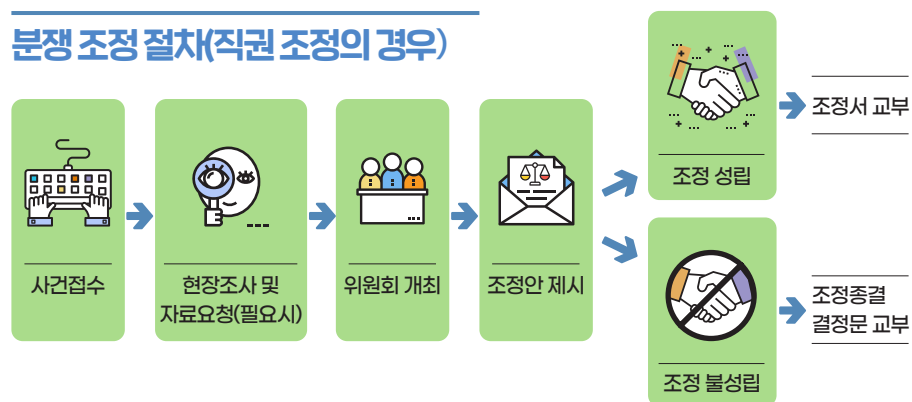 분쟁 조정 절차(직권 조정의 경우)
사건접수
현장조사 및
자료요청(필요시)
위원회 개최
조정안 제시
조정 성립
조정서 교부
조정 불성립
조정종결
결정문 교부